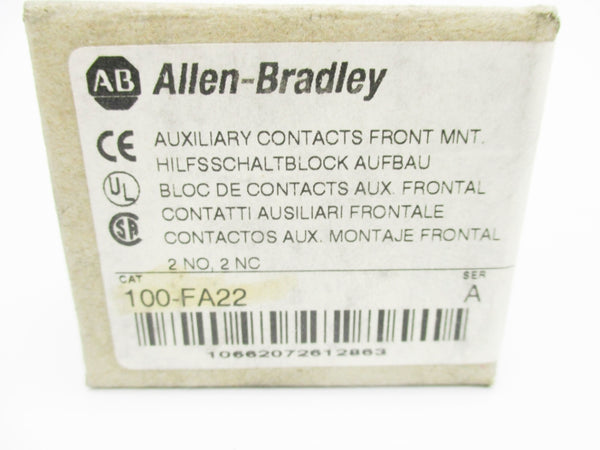 AB Allen-Bradley
CE AUXILIARY CONTACTS FRONT MNT.
HILFSSCHALTBLOCK AUFBAU
UL BLOC DE CONTACTS AUX. FRONTAL
CONTATTI AUSILIARI FRONTALE
SA CONTACTOS AUX. MONTAJE FRONTAL
2 NO, 2 NC
CAT SER
100-FA22 A
10662072612863